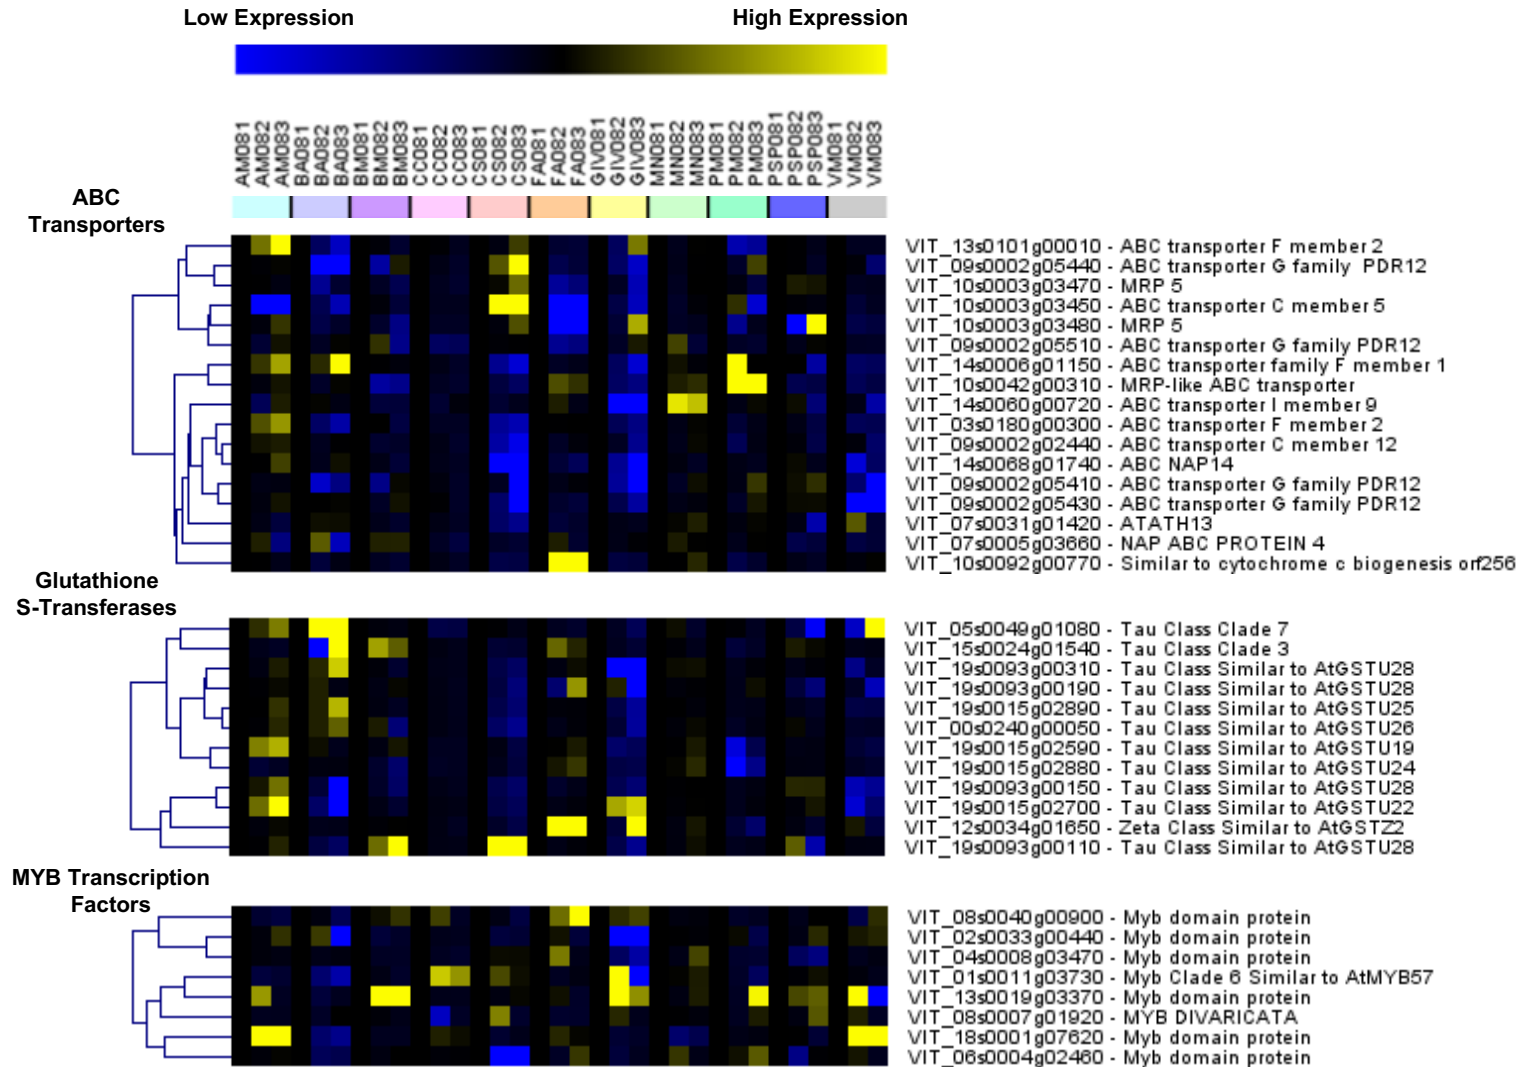 Low Expression
High Expression
AM081
AM082
AM083
BA081
BA082
BA083
BM081
BM082
BM083
CC081
CC082
CC083
CS081
CS082
CS083
FA081
FA082
FA083
GIV081
GIV082
GIV083
MN081
MN082
MN083
PM081
PM082
PM083
PSP081
PSP082
PSP083
VM081
VM082
VM083
ABC
Transporters
VIT_13s0101g00010 - ABC transporter F member 2
VIT_09s0002g05440 - ABC transporter G family PDR12
VIT_10s0003g03470 - MRP 5
VIT_10s0003g03450 - ABC transporter C member 5
VIT_10s0003g03480 - MRP 5
VIT_09s0002g05510 - ABC transporter G family PDR12
VIT_14s0006g01150 - ABC transporter family F member 1
VIT_10s0042g00310 - MRP-like ABC transporter
VIT_14s0060g00720 - ABC transporter I member 9
VIT_03s0180g00300 - ABC transporter F member 2
VIT_09s0002g02440 - ABC transporter C member 12
VIT_14s0068g01740 - ABC NAP14
VIT_09s0002g05410 - ABC transporter G family PDR12
VIT_09s0002g05430 - ABC transporter G family PDR12
VIT_07s0031g01420 - ATATH13
VIT_07s0005g03660 - NAP ABC PROTEIN 4
VIT_10s0092g00770 - Similar to cytochrome c biogenesis orf256
Glutathione
S-Transferases
VIT_05s0049g01080 - Tau Class Clade 7
VIT_15s0024g01540 - Tau Class Clade 3
VIT_19s0093g00310 - Tau Class Similar to AtGSTU28
VIT_19s0093g00190 - Tau Class Similar to AtGSTU28
VIT_19s0015g02890 - Tau Class Similar to AtGSTU25
VIT_00s0240g00050 - Tau Class Similar to AtGSTU26
VIT_19s0015g02590 - Tau Class Similar to AtGSTU19
VIT_19s0015g02880 - Tau Class Similar to AtGSTU24
VIT_19s0093g00150 - Tau Class Similar to AtGSTU28
VIT_19s0015g02700 - Tau Class Similar to AtGSTU22
VIT_12s0034g01650 - Zeta Class Similar to AtGSTZ2
VIT_19s0093g00110 - Tau Class Similar to AtGSTU28
MYB Transcription
Factors
VIT_08s0040g00900 - Myb domain protein
VIT_02s0033g00440 - Myb domain protein
VIT_04s0008g03470 - Myb domain protein
VIT_01s0011g03730 - Myb Clade 6 Similar to AtMYB57
VIT_13s0019g03370 - Myb domain protein
VIT_08s0007g01920 - MYB DIVARICATA
VIT_18s0001g07620 - Myb domain protein
VIT_06s0004g02460 - Myb domain protein